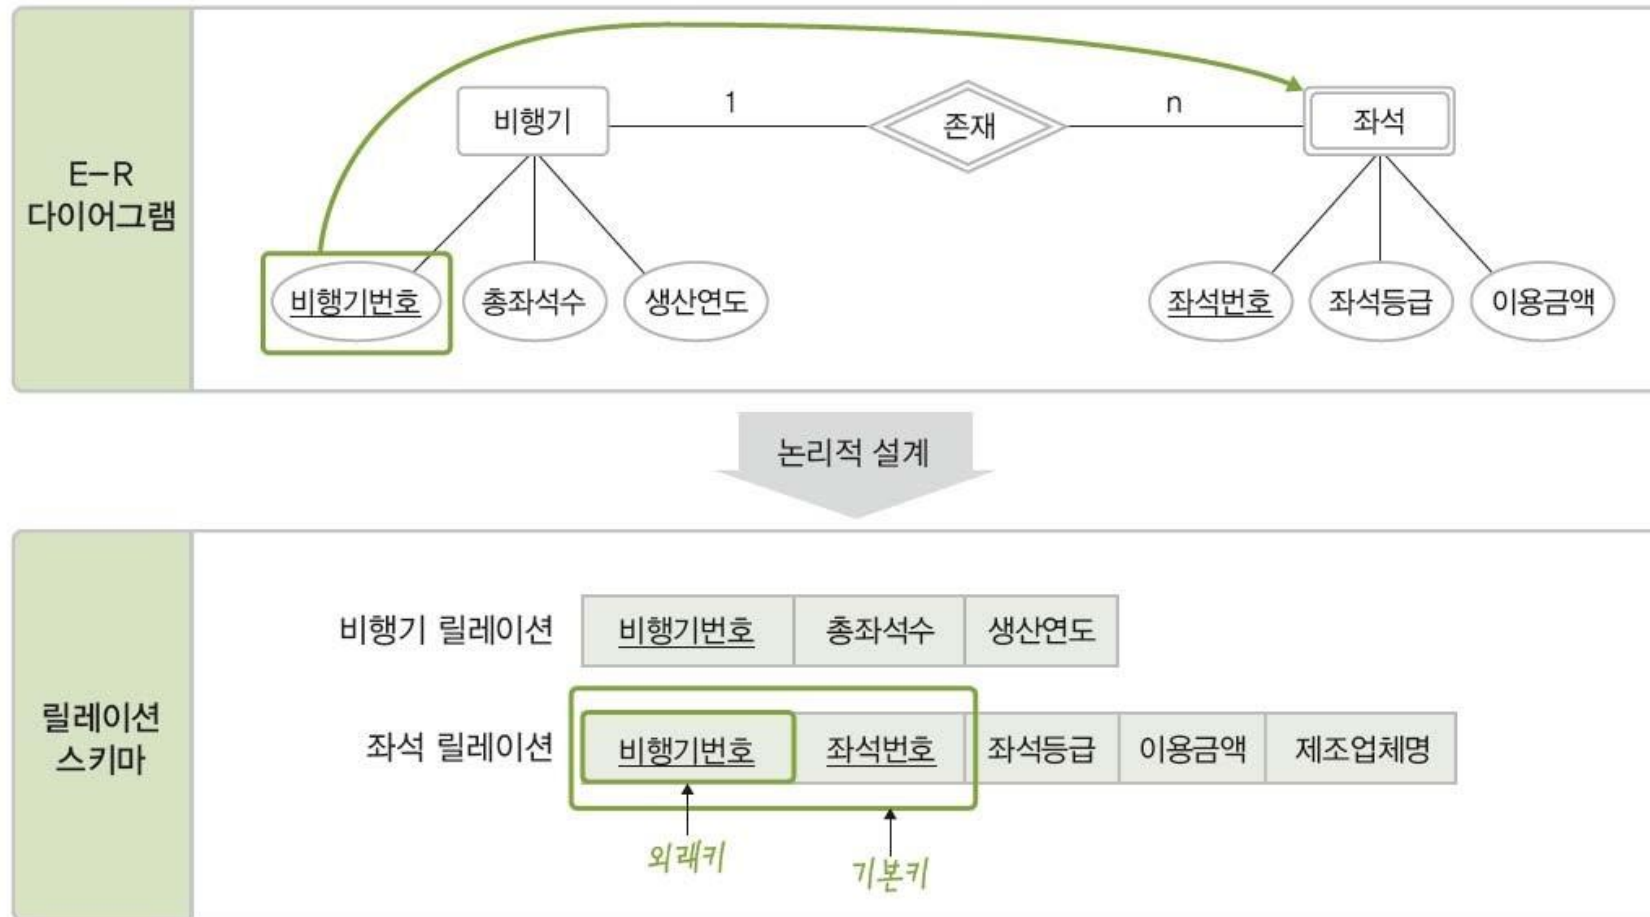 E-R
다이어그램
비행기
1
존재
n
좌석
비행기번호
총좌석수
생산연도
좌석번호
좌석등급
이용금액
논리적 설계
릴레이션
스키마
비행기 릴레이션 비행기번호 총좌석수 생산연도
좌석 릴레이션 비행기번호 좌석번호 좌석등급 이용금액 제조업체명
외래키
기본키